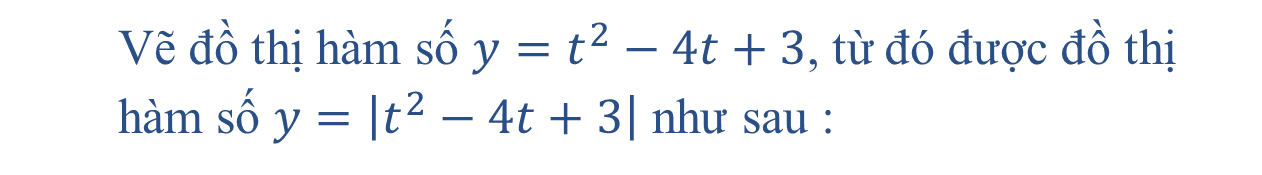 Vẽ đồ thị hàm số y = t² − 4t + 3, từ đó được đồ thị
hàm số y = |t² − 4t + 3| như sau :